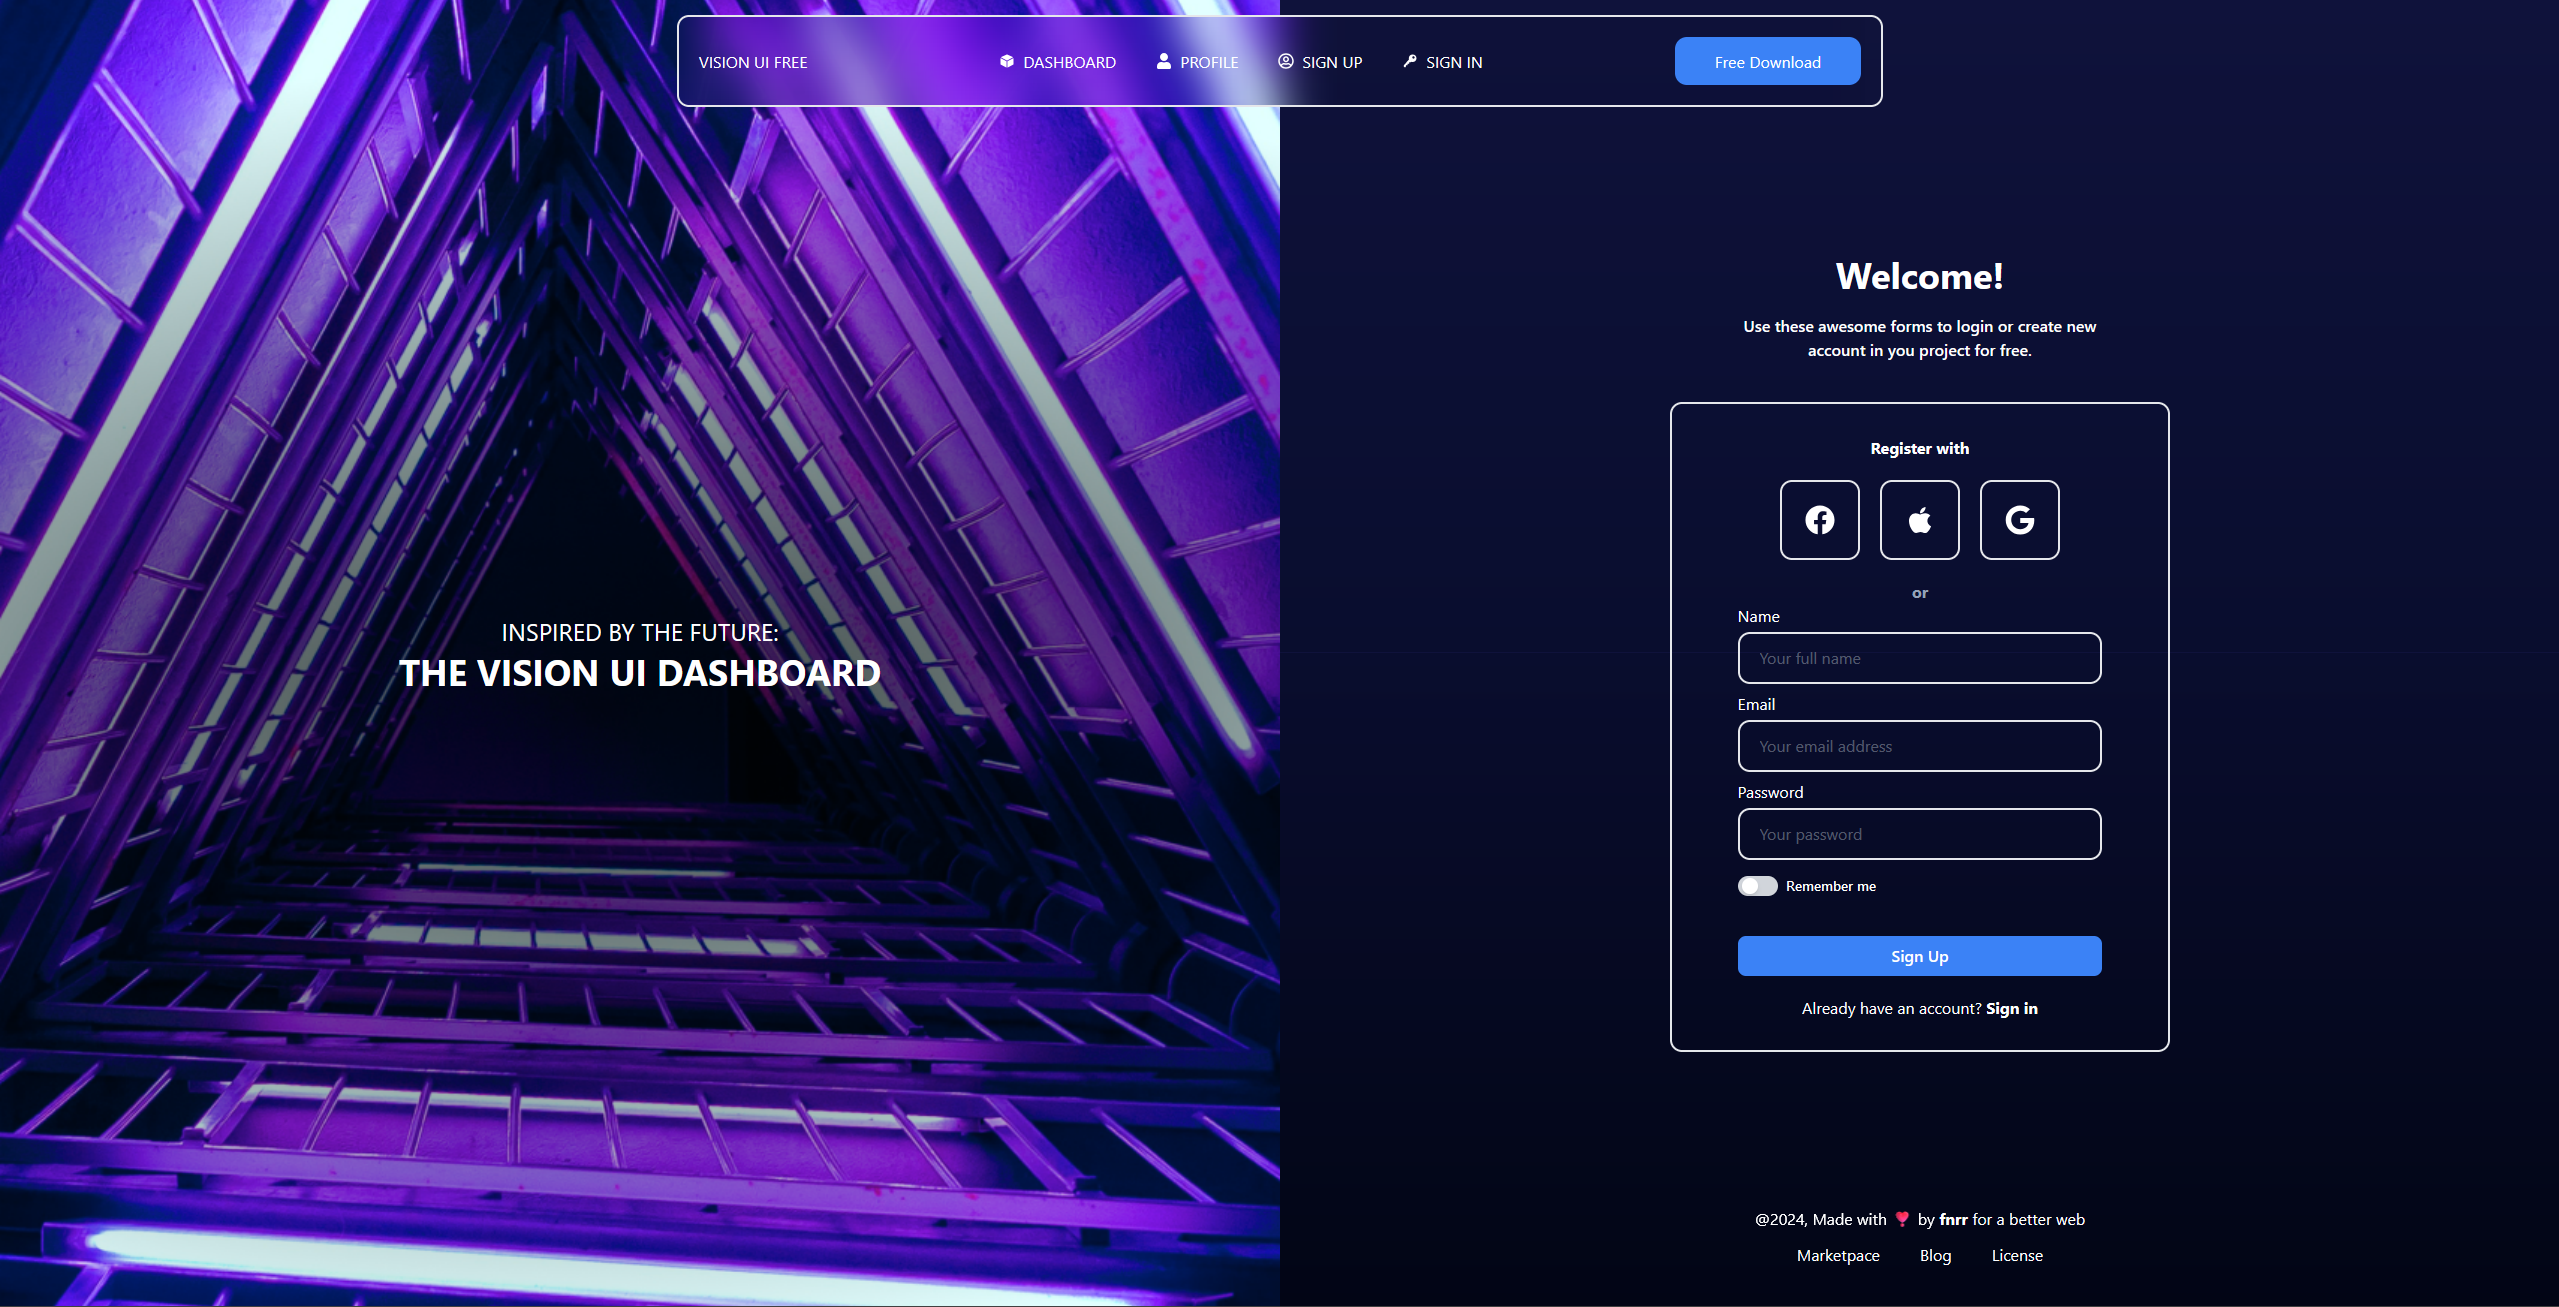 VISION UI FREE
DASHBOARD
PROFILE
SIGN UP
SIGN IN
Free Download
INSPIRED BY THE FUTURE:
THE VISION UI DASHBOARD
Welcome!
Use these awesome forms to login or create new
account in you project for free.
Register with
or
Name
Your full name
Email
Your email address
Password
Your password
Remember me
Sign Up
Already have an account? Sign in
@2024, Made with ❣️ by fnrr for a better web
Marketpace
Blog
License